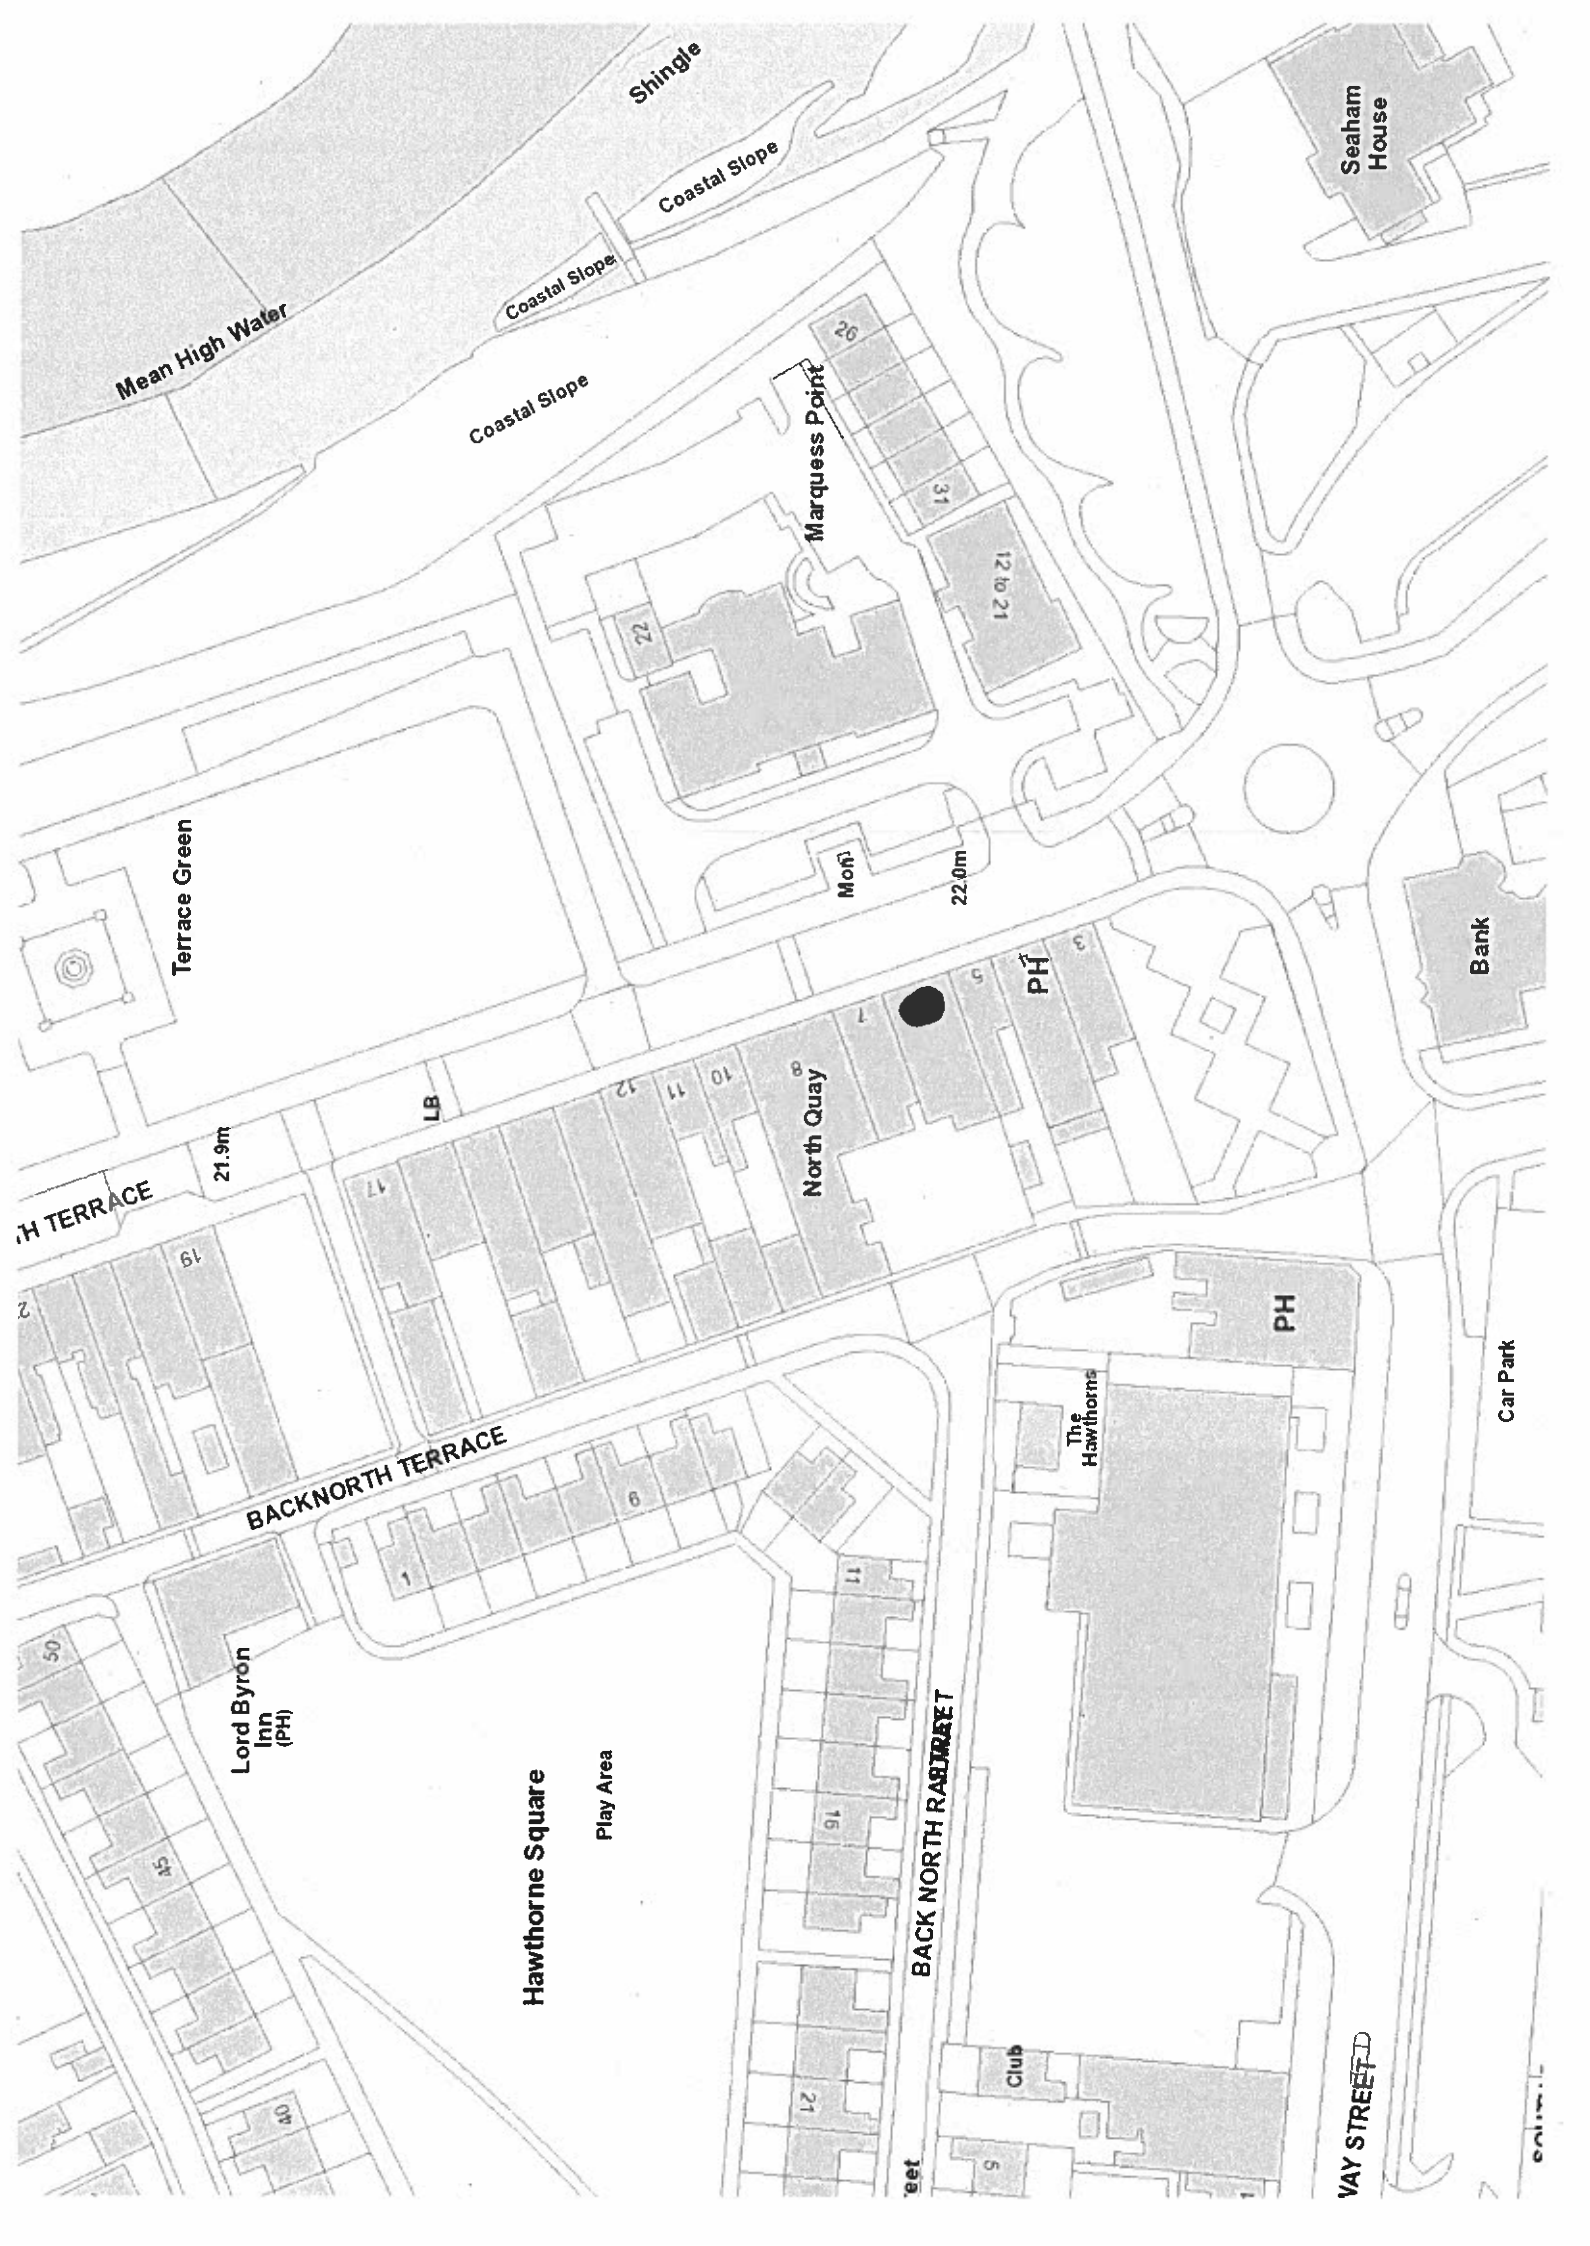 Shingle
Seaham
House
Coastal Slope
Coastal Slope
Mean High Water
Coastal Slope
26
Marquess Point
31
12 to 21
22
Terrace Green
Mon
22.0m
Bank
3
PH
5
7
8
North Quay
10
11
12
LB
17
21.9m
TH TERRACE
19
PH
Car Park
The
Hawthorns
BACKNORTH TERRACE
6
1
11
50
Lord Byron
Inn
(PH)
Hawthorne Square
Play Area
16
45
BACK NORTH RAILWAY
STREET
Club
21
40
5
eet
WAY STREET